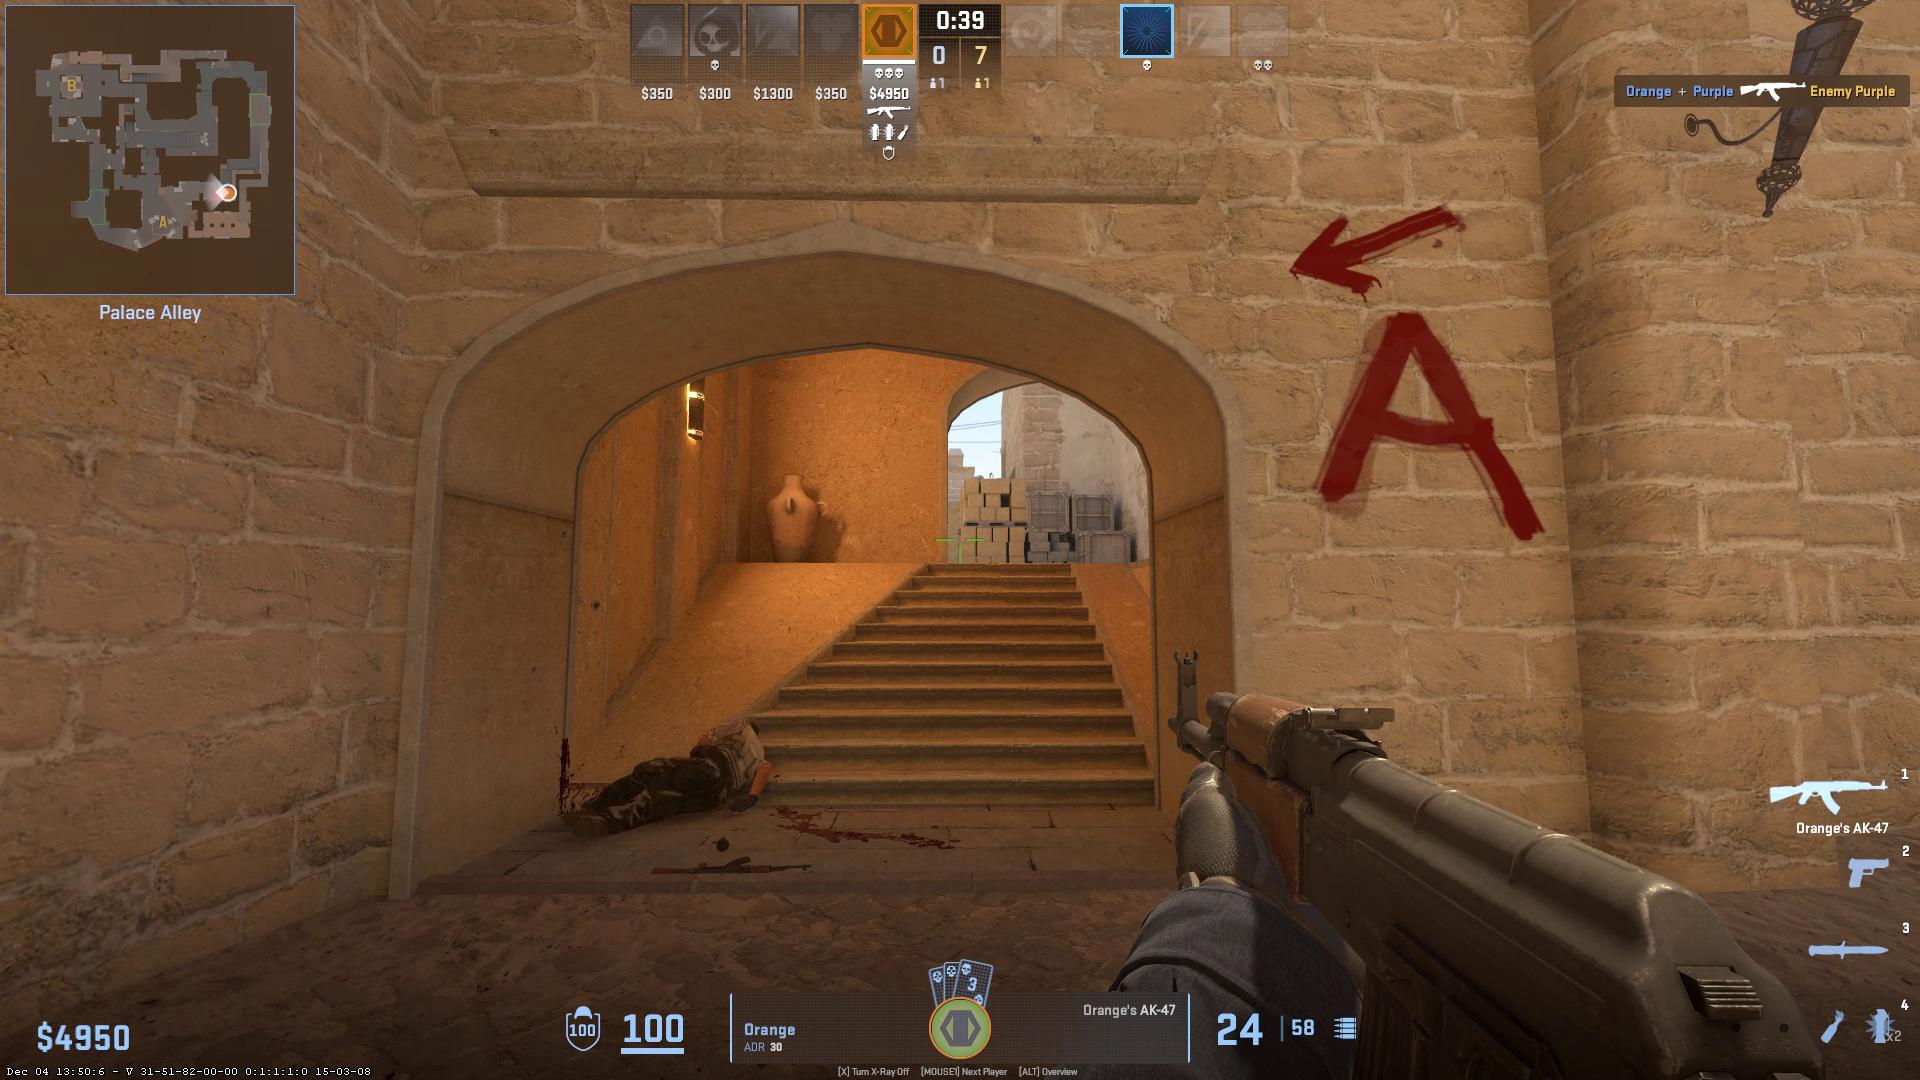 0:39
0 7
1 1
$350 $300 $1300 $350 $4950
B
A
Palace Alley
Orange + Purple Enemy Purple
A
1
Orange's AK-47
2
3
4
x2
$4950
100
100
3
Orange
ADR 30
Orange's AK-47
24 | 58
[X] Turn X-Ray Off [MOUSE1] Next Player [ALT] Overview
Dec 04 13:50:6 - V 31-51-82-00-00 0:1:1:1:0 15-03-08